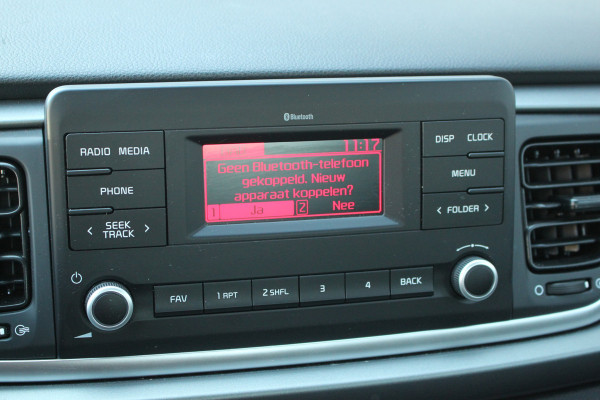 Bluetooth
RADIO MEDIA
PHONE
SEEK
TRACK
11:17
Geen Bluetooth-telefoon
gekoppeld. Nieuw
apparaat koppelen?
1 Ja 2 Nee
DISP CLOCK
MENU
FOLDER
FAV
1 RPT
2 SHFL
3
4
BACK